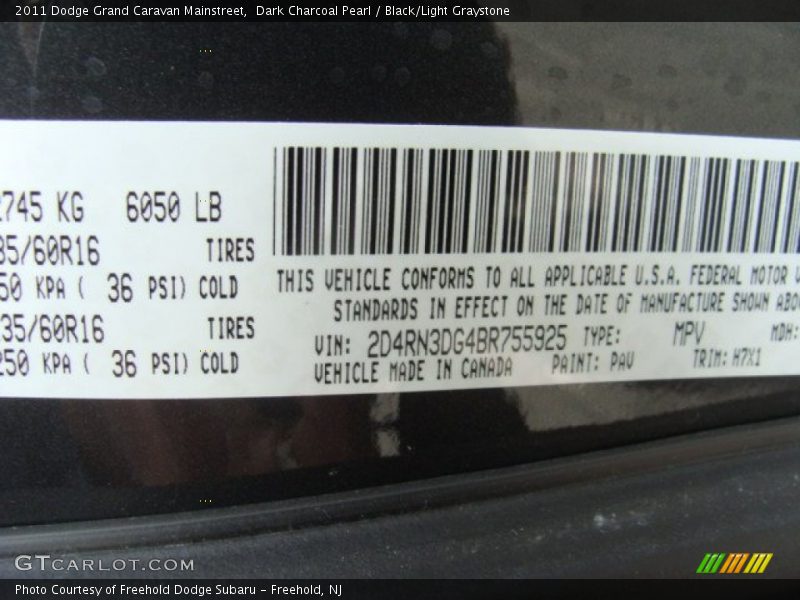 2011 Dodge Grand Caravan Mainstreet,  Dark Charcoal Pearl / Black/Light Graystone
745 KG 6050 LB
/60R16 TIRES
50 KPA ( 36 PSI) COLD
35/60R16 TIRES
250 KPA ( 36 PSI) COLD
THIS VEHICLE CONFORMS TO ALL APPLICABLE U.S.A. FEDERAL MOTOR
STANDARDS IN EFFECT ON THE DATE OF MANUFACTURE SHOWN ABO
VIN: 2D4RN3DG4BR755925 TYPE: MPV MDH:
VEHICLE MADE IN CANADA PAINT: PAU TRIM: H7X1
GTCARLOT.COM
Photo Courtesy of Freehold Dodge Subaru - Freehold, NJ